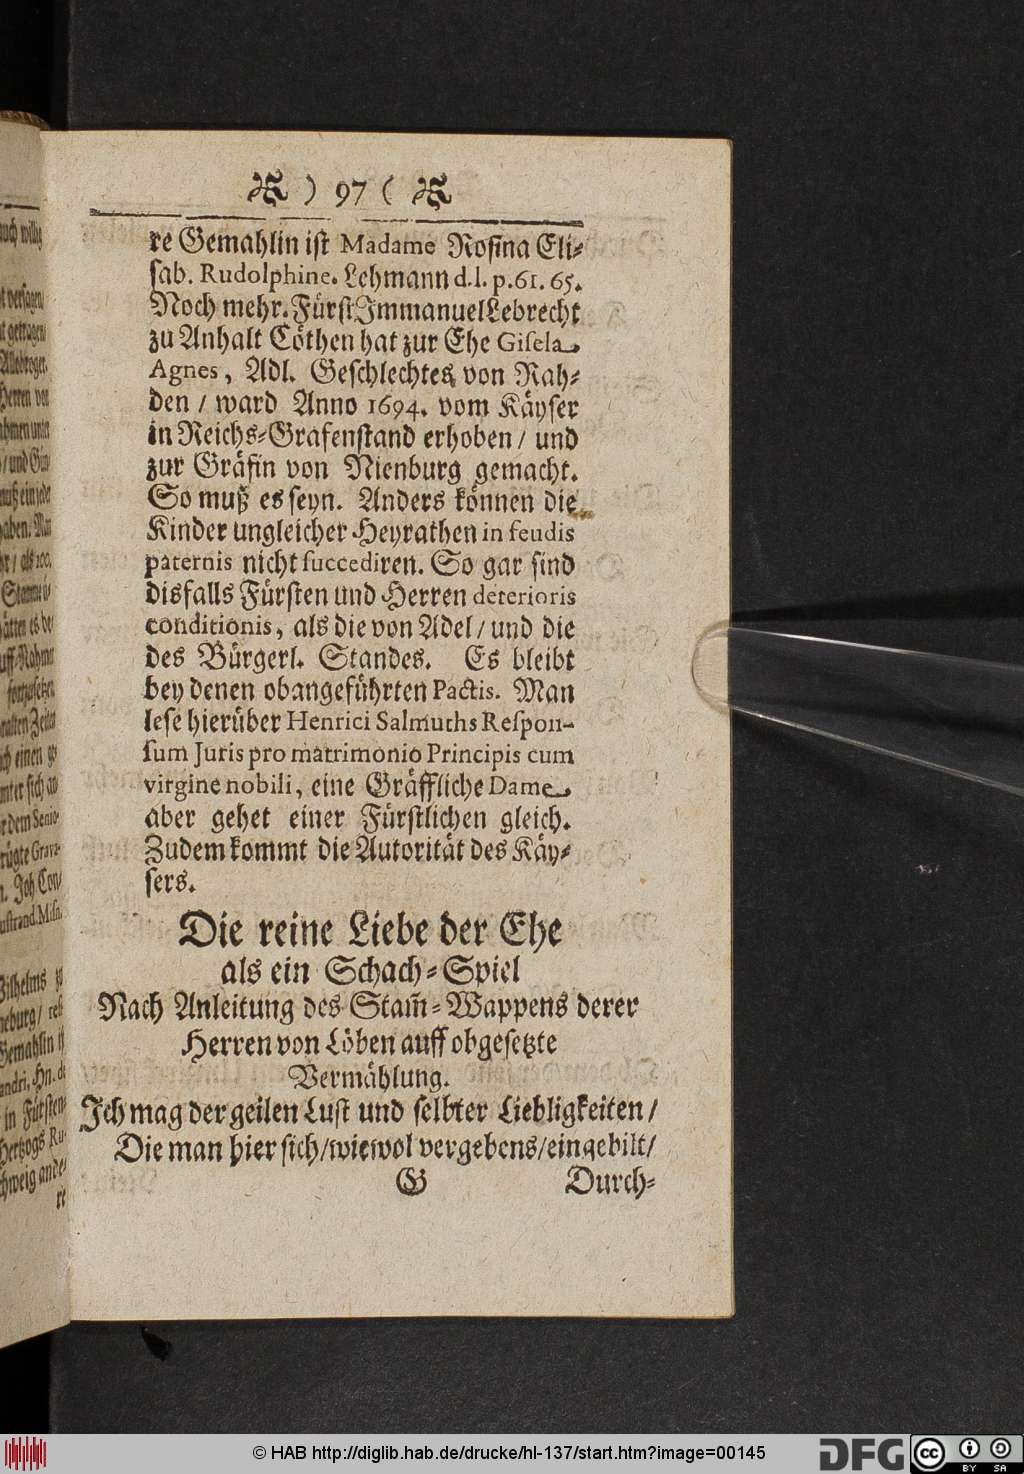 ) 97 (
re Gemahlin ist Madame Rosina Eli-
sab. Rudolphine. Lehmann d.l. p.61. 65.
Noch mehr. Fürst Immanuel Lebrecht
zu Anhalt Cöthen hat zur Ehe Gisela
Agnes, Adl. Geschlechtes von Rah-
den / ward Anno 1694. vom Käyser
in Reichs-Grafenstand erhoben / und
zur Gräfin von Nienburg gemacht.
So muß es seyn. Anders können die
Kinder ungleicher Heyrathen in feudis
paternis nicht succediren. So gar sind
disfalls Fürsten und Herren deterioris
conditionis, als die von Adel / und die
des Bürgerl. Standes. Es bleibt
bey denen obangeführten Pactis. Man
lese hierüber Henrici Salmuths Respon-
sum Juris pro matrimonio Principis cum
virgine nobili, eine Gräffliche Dame
aber gehet einer Fürstlichen gleich.
Zudem kommt die Autorität des Käy-
sers.
Die reine Liebe der Ehe
als ein Schach-Spiel
Nach Anleitung des Stam̄-Wappens derer
Herren von Löben auff obgesetzte
Vermählung.
Ich mag der geilen Lust und selbter Liebligkeiten /
Die man hier sich / wiewol vergebens / eingebilt /
G Durch-
© HAB http://diglib.hab.de/drucke/hl-137/start.htm?image=00145
DFG
cc BY SA